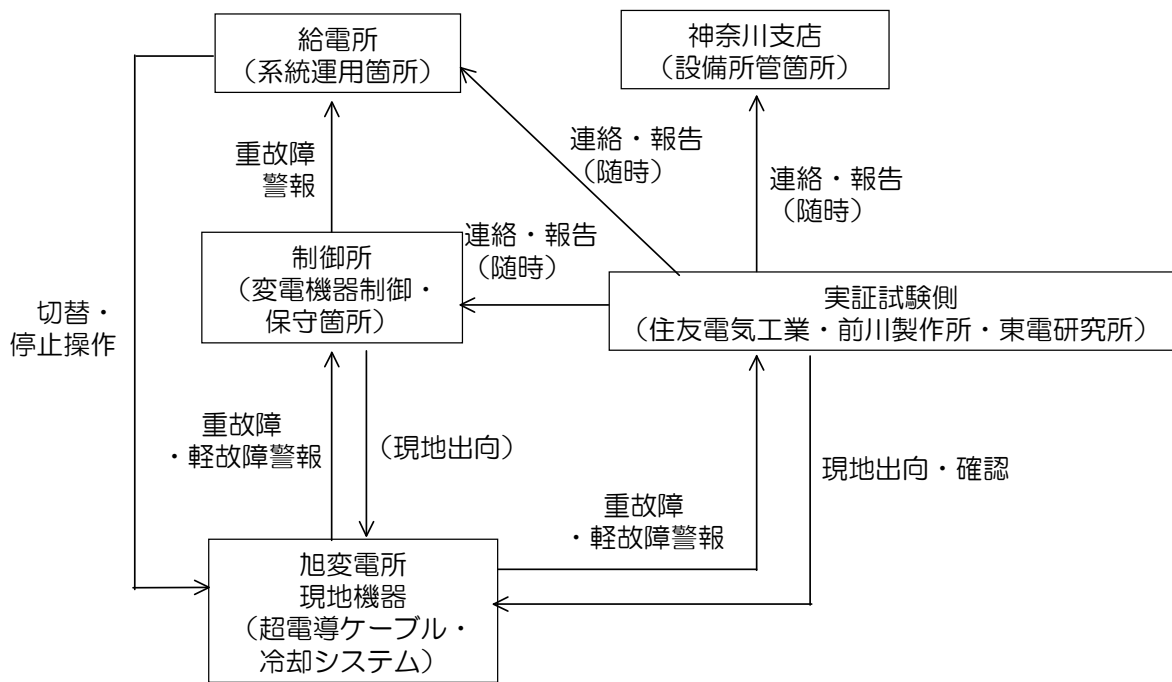 給電所
（系統運用箇所）
神奈川支店
（設備所管箇所）
重故障
警報
連絡・報告
（随時）
連絡・報告
（随時）
連絡・報告
（随時）
制御所
（変電機器制御・
保守箇所）
実証試験側
（住友電気工業・前川製作所・東電研究所）
切替・
停止操作
重故障
・軽故障警報
（現地出向）
現地出向・確認
重故障
・軽故障警報
旭変電所
現地機器
（超電導ケーブル・
冷却システム）